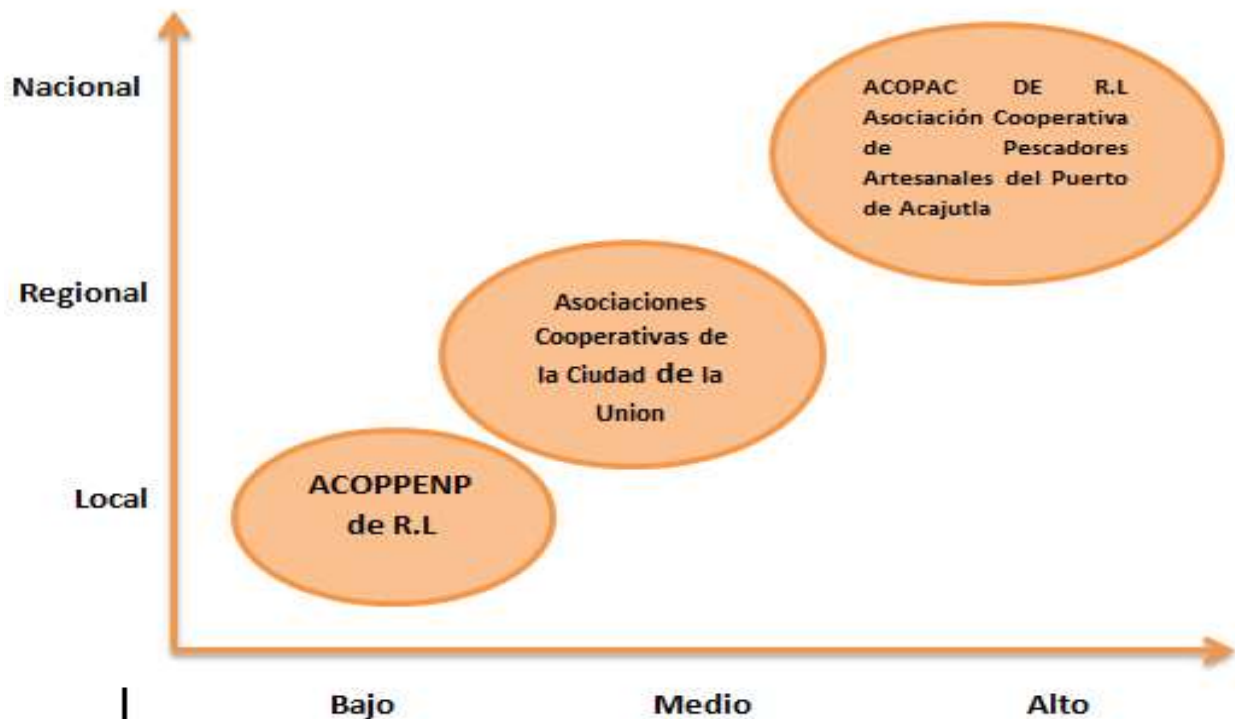 Nacional
ACOPAC DE R.L
Asociación Cooperativa
de Pescadores
Artesanales del Puerto
de Acajutla
Regional
Asociaciones
Cooperativas de
la Ciudad de la
Union
Local
ACOPPENP
de R.L
Bajo Medio Alto